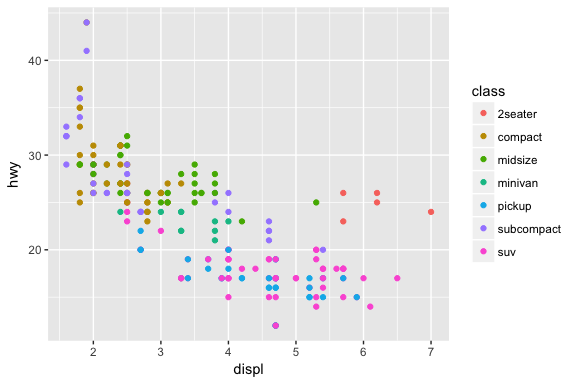 hwy
40
30
20
2 3 4 5 6 7
displ
class
2seater
compact
midsize
minivan
pickup
subcompact
suv